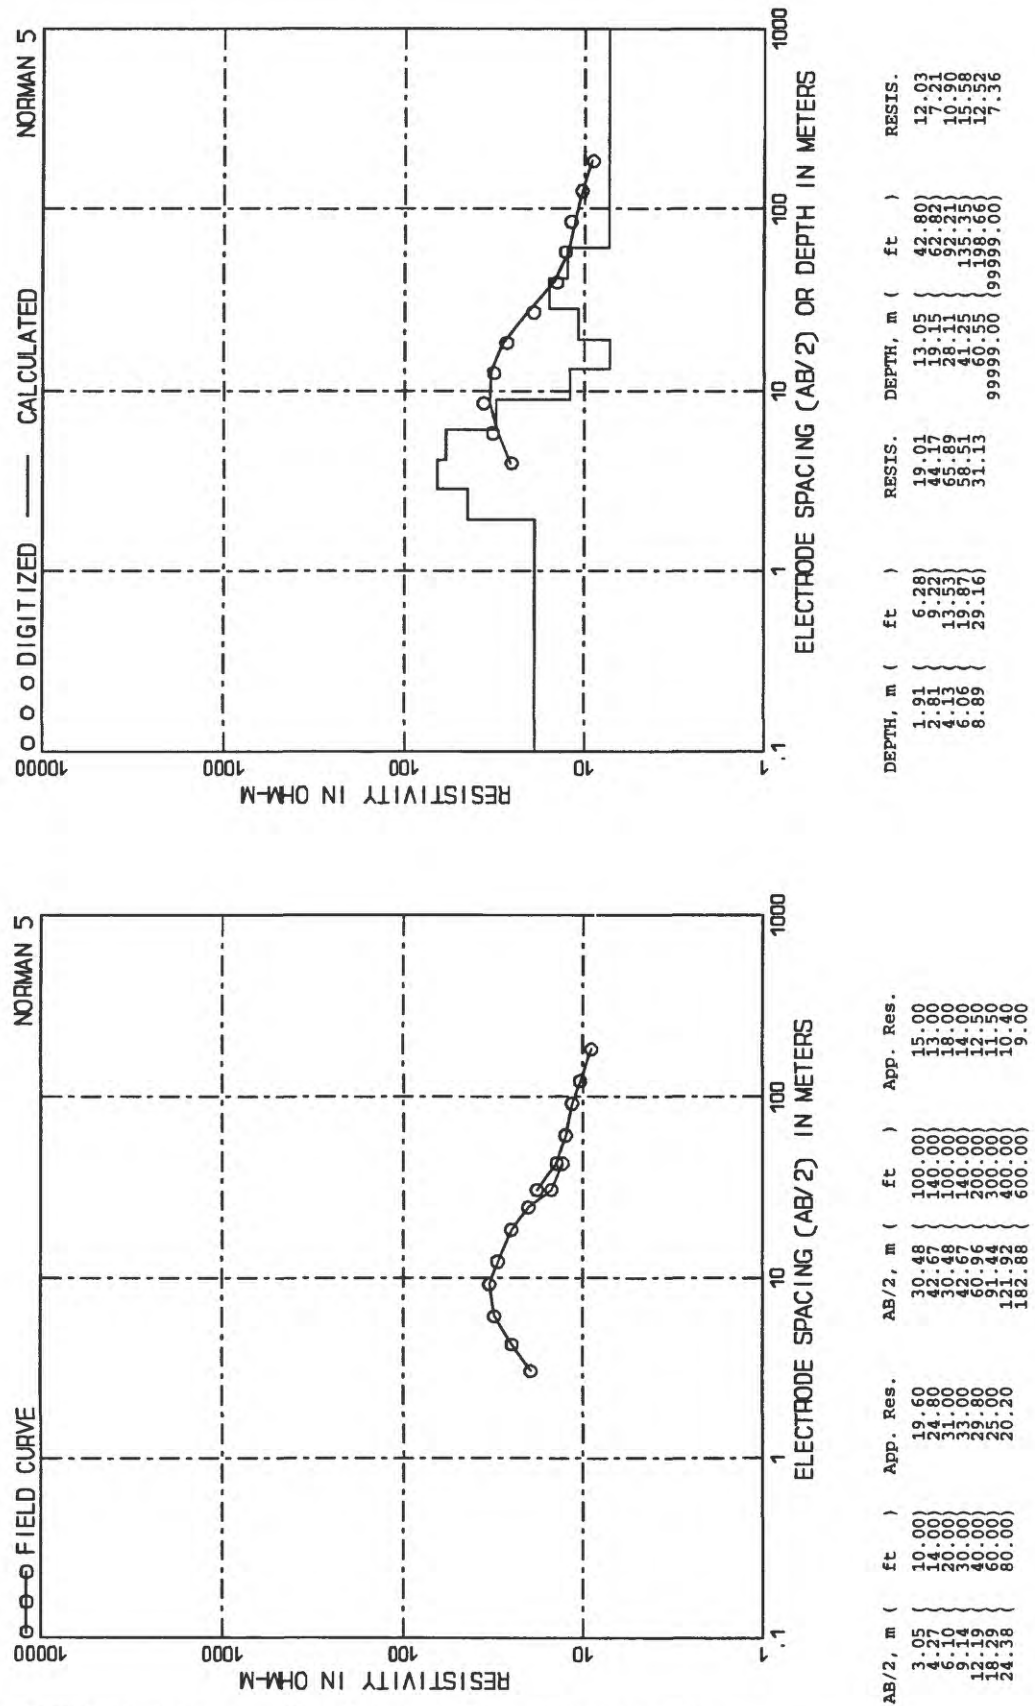 ⊖-⊖-⊖ FIELD CURVE NORMAN 5
10000
1000
100
10
1
RESISTIVITY IN OHM-M
.1 1 10 100 1000
ELECTRODE SPACING (AB/2) IN METERS
AB/2, m ( ft ) App. Res. AB/2, m ( ft ) App. Res.
3.05 ( 10.00) 19.60 30.48 ( 100.00) 15.00
4.27 ( 14.00) 24.80 42.67 ( 140.00) 13.00
6.10 ( 20.00) 31.00 30.48 ( 100.00) 18.00
9.14 ( 30.00) 33.00 42.67 ( 140.00) 14.00
12.19 ( 40.00) 29.80 60.96 ( 200.00) 12.50
18.29 ( 60.00) 25.00 91.44 ( 300.00) 11.50
24.38 ( 80.00) 20.20 121.92 ( 400.00) 10.40
182.88 ( 600.00) 9.00
o o o DIGITIZED —— CALCULATED NORMAN 5
10000
1000
100
10
1
RESISTIVITY IN OHM-M
.1 1 10 100 1000
ELECTRODE SPACING (AB/2) OR DEPTH IN METERS
DEPTH, m ( ft ) RESIS. DEPTH, m ( ft ) RESIS.
1.91 ( 6.28) 19.01 13.05 ( 42.80) 12.03
2.81 ( 9.22) 44.17 19.15 ( 62.82) 7.21
4.13 ( 13.53) 65.89 28.11 ( 92.21) 10.90
6.06 ( 19.87) 58.51 41.25 ( 135.35) 15.58
8.89 ( 29.16) 31.13 60.55 ( 198.65) 12.52
99999.00 (99999.00) 7.36